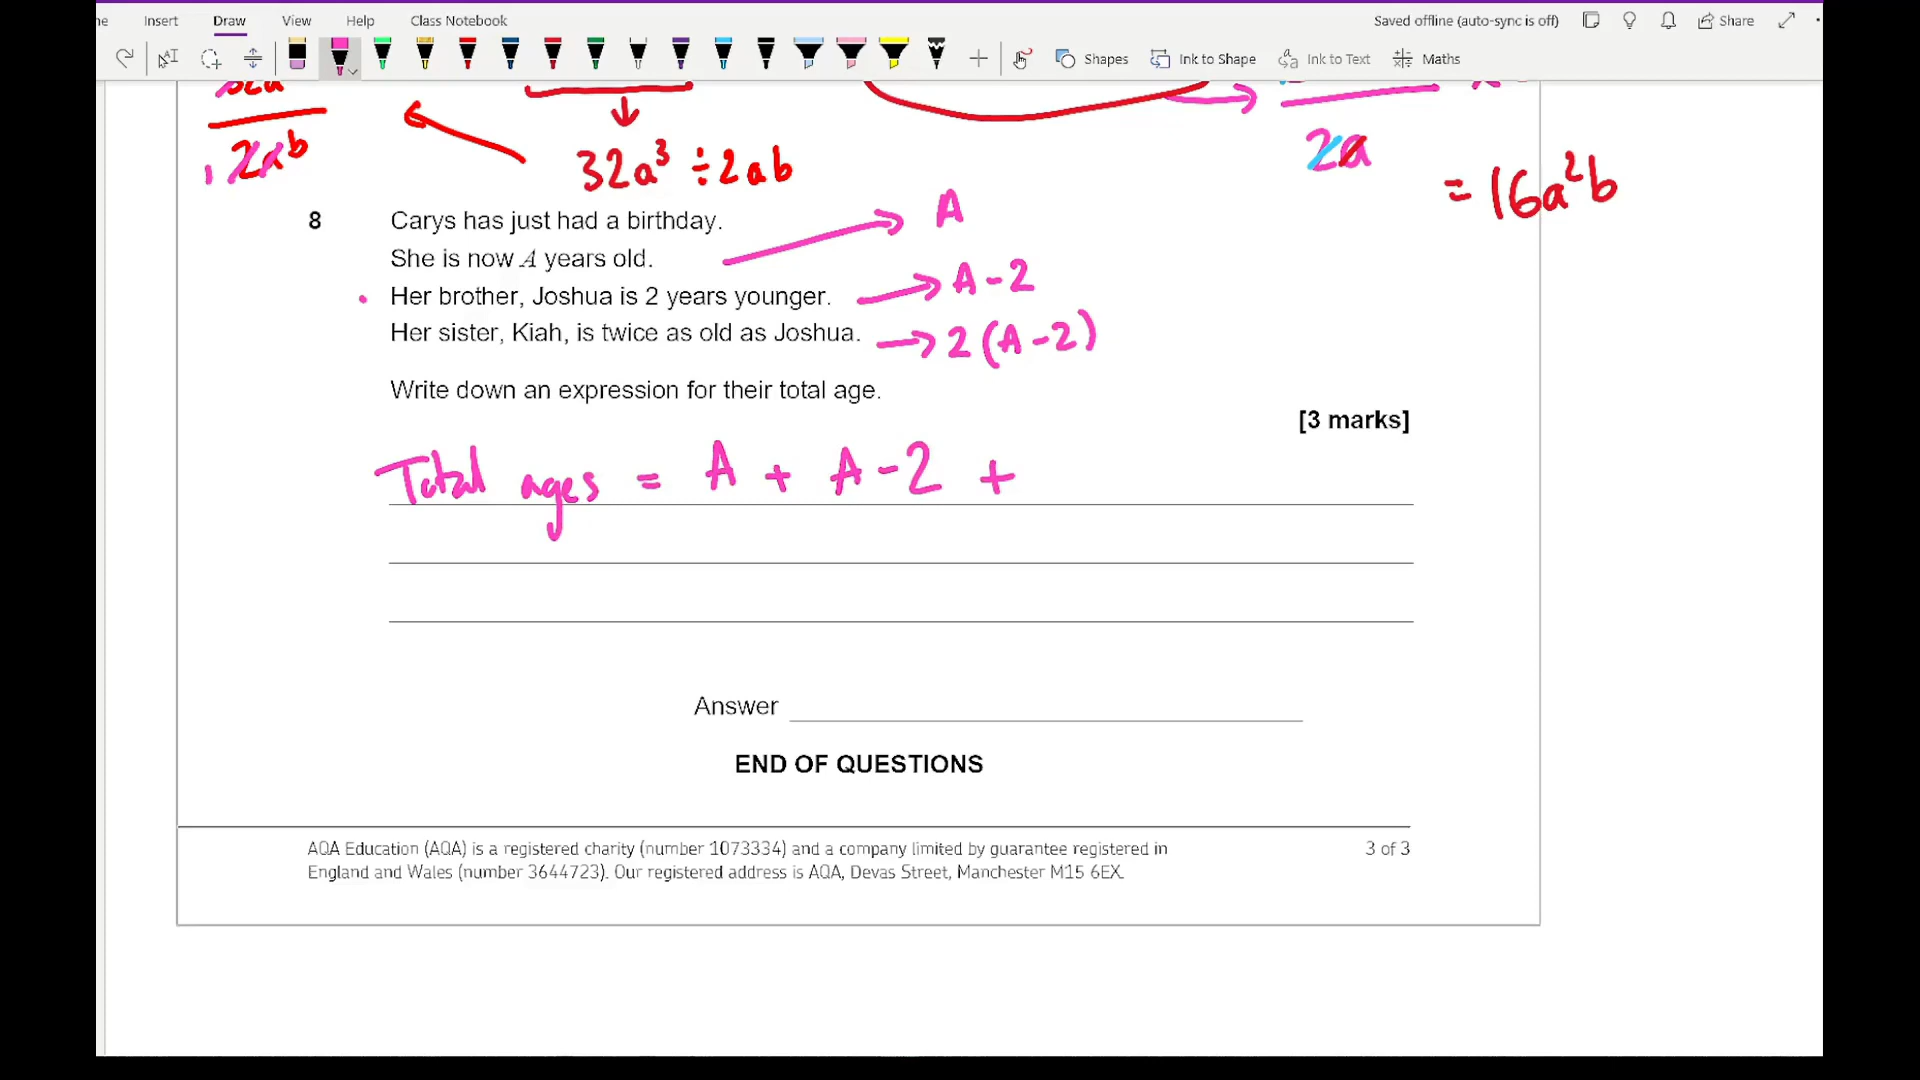 Insert Draw View Help Class Notebook Saved offline (auto-sync is off) Share
Shapes Ink to Shape Ink to Text Maths
2ab
32a³ ÷ 2ab
2a
= 16a²b
8 Carys has just had a birthday. A
She is now A years old.
Her brother, Joshua is 2 years younger. A - 2
Her sister, Kiah, is twice as old as Joshua. 2(A - 2)
Write down an expression for their total age.
[3 marks]
Total ages = A + A - 2 +
Answer
END OF QUESTIONS
AQA Education (AQA) is a registered charity (number 1073334) and a company limited by guarantee registered in 3 of 3
England and Wales (number 3644723). Our registered address is AQA, Devas Street, Manchester M15 6EX.